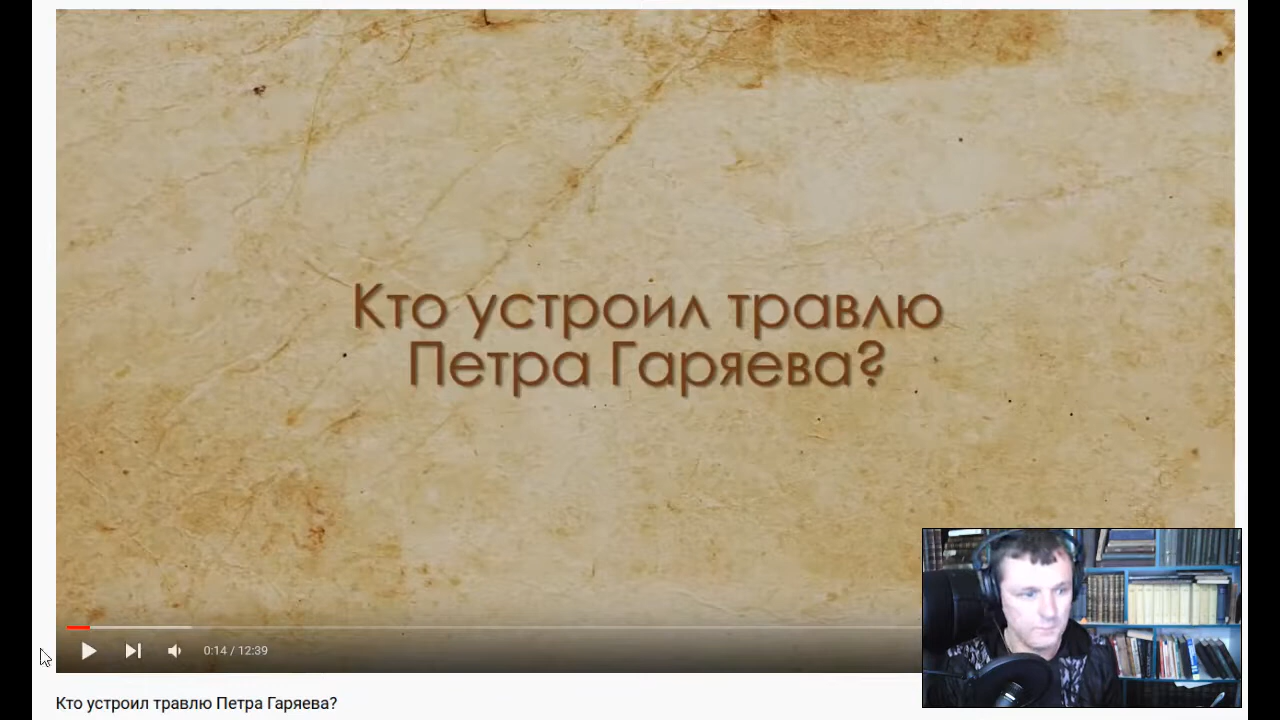 Кто устроил травлю
Петра Гаряева?
0:14 / 12:39
Кто устроил травлю Петра Гаряева?